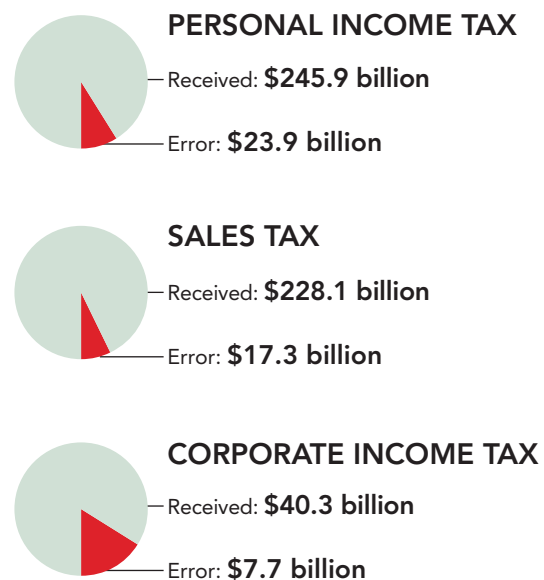 PERSONAL INCOME TAX
Received: $245.9 billion
Error: $23.9 billion
SALES TAX
Received: $228.1 billion
Error: $17.3 billion
CORPORATE INCOME TAX
Received: $40.3 billion
Error: $7.7 billion